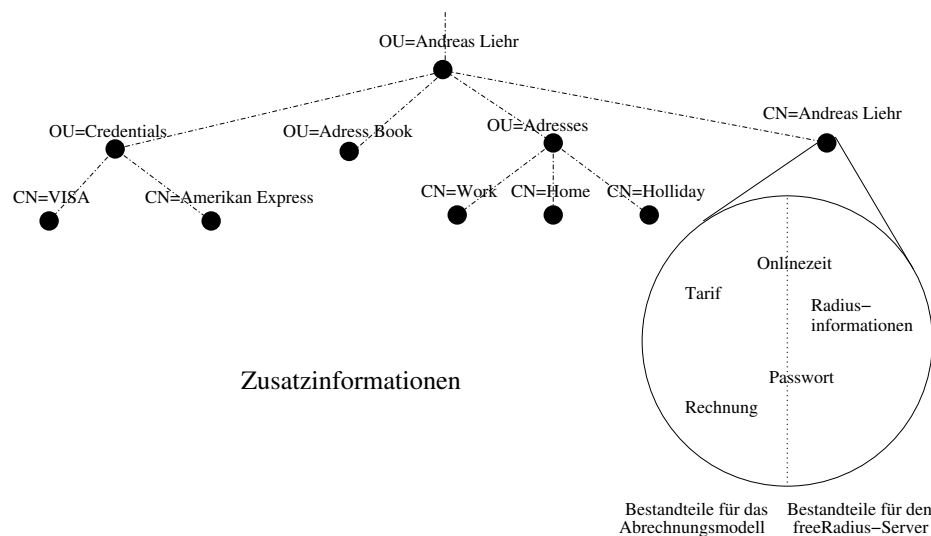 OU=Andreas Liehr
CN=Andreas Liehr
OU=Credentials
OU=Adress Book
OU=Adresses
CN=VISA
CN=Amerikan Express
CN=Work
CN=Home
CN=Holliday
Onlinezeit
Tarif
Radius−
informationen
Zusatzinformationen
Passwort
Rechnung
Bestandteile für das
Abrechnungsmodell
Bestandteile für den
freeRadius−Server